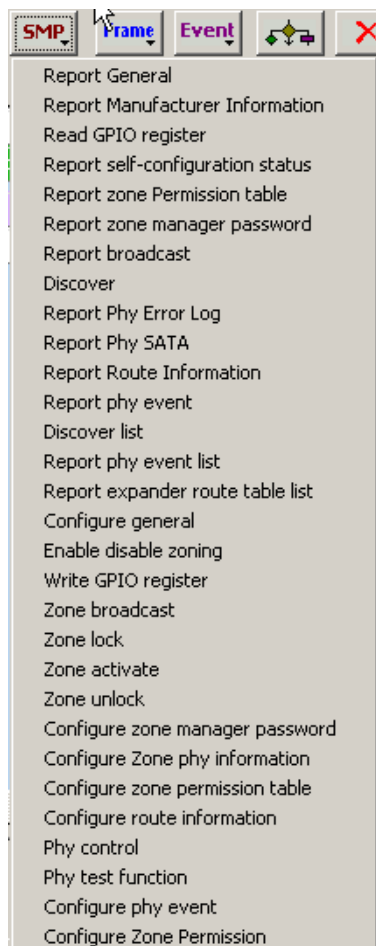 SMP Frame Event
Report General
Report Manufacturer Information
Read GPIO register
Report self-configuration status
Report zone Permission table
Report zone manager password
Report broadcast
Discover
Report Phy Error Log
Report Phy SATA
Report Route Information
Report phy event
Discover list
Report phy event list
Report expander route table list
Configure general
Enable disable zoning
Write GPIO register
Zone broadcast
Zone lock
Zone activate
Zone unlock
Configure zone manager password
Configure Zone phy information
Configure zone permission table
Configure route information
Phy control
Phy test function
Configure phy event
Configure Zone Permission